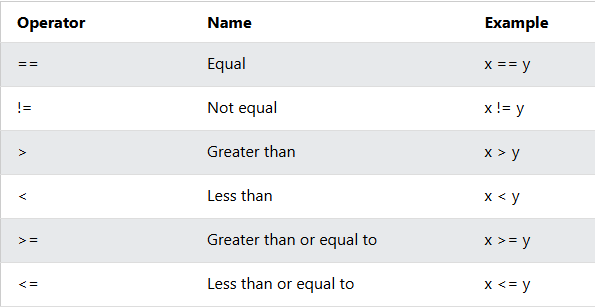 Operator Name Example
== Equal x == y
!= Not equal x != y
> Greater than x > y
< Less than x < y
>= Greater than or equal to x >= y
<= Less than or equal to x <= y